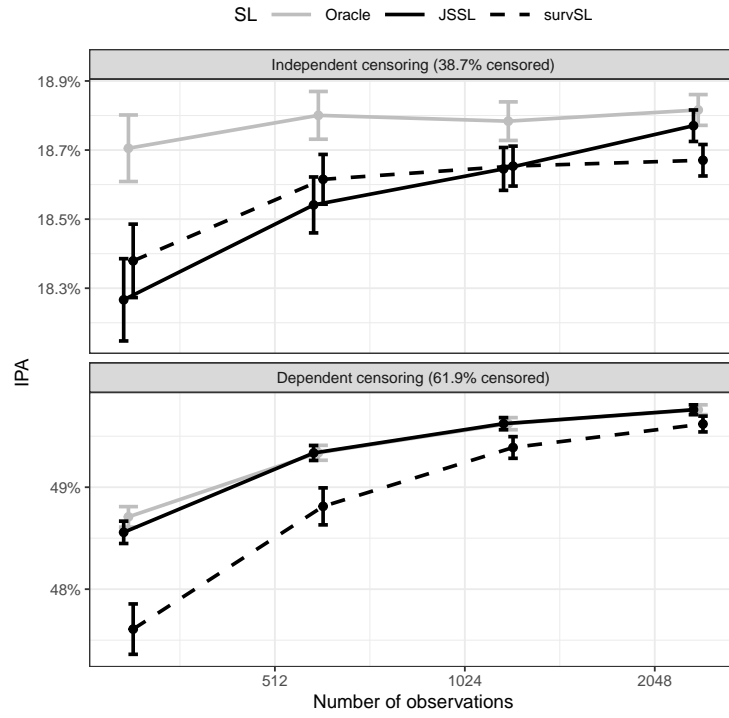 SL Oracle JSSL survSL
Independent censoring (38.7% censored)
18.9%
18.7%
18.5%
18.3%
IPA
Dependent censoring (61.9% censored)
49%
48%
512 1024 2048
Number of observations